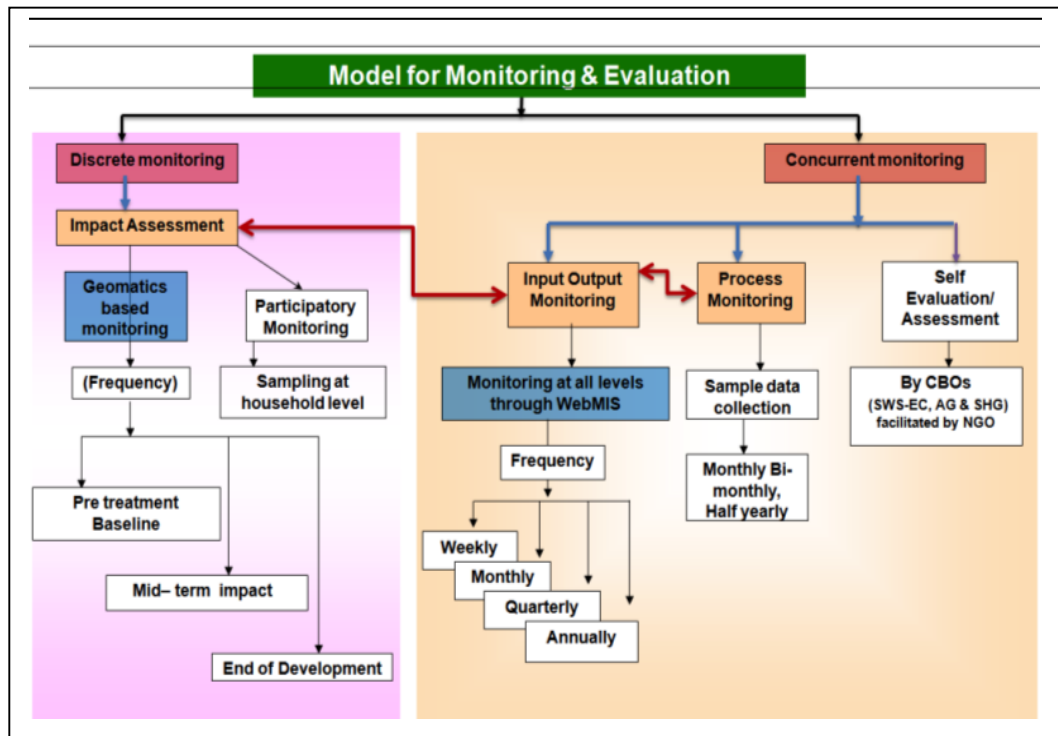 Model for Monitoring & Evaluation
Discrete monitoring
Impact Assessment
Geomatics
based
monitoring
Participatory
Monitoring
(Frequency)
Sampling at
household level
Pre treatment
Baseline
Mid– term impact
End of Development
Concurrent monitoring
Input Output
Monitoring
Process
Monitoring
Self
Evaluation/
Assessment
Monitoring at all levels
through WebMIS
Sample data
collection
By CBOs
(SWS-EC, AG & SHG)
facilitated by NGO
Frequency
Monthly Bi-
monthly,
Half yearly
Weekly
Monthly
Quarterly
Annually